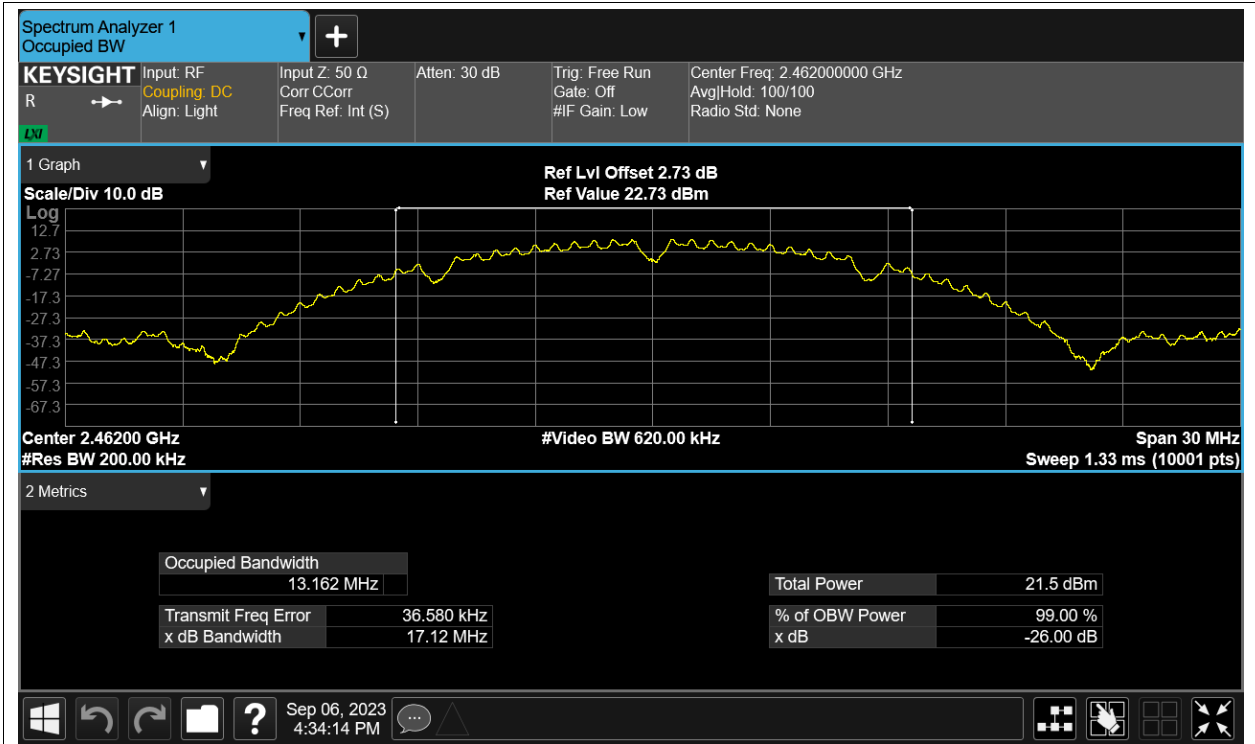 Spectrum Analyzer 1
Occupied BW
+
KEYSIGHT
R
LXI
Input: RF
Coupling: DC
Align: Light
Input Z: 50 Ω
Corr CCorr
Freq Ref: Int (S)
Atten: 30 dB
Trig: Free Run
Gate: Off
#IF Gain: Low
Center Freq: 2.462000000 GHz
Avg|Hold: 100/100
Radio Std: None
1 Graph
Scale/Div 10.0 dB
Ref Lvl Offset 2.73 dB
Ref Value 22.73 dBm
Log
12.7
2.73
-7.27
-17.3
-27.3
-37.3
-47.3
-57.3
-67.3
Center 2.46200 GHz
#Res BW 200.00 kHz
#Video BW 620.00 kHz
Span 30 MHz
Sweep 1.33 ms (10001 pts)
2 Metrics
Occupied Bandwidth
13.162 MHz
Transmit Freq Error 36.580 kHz
x dB Bandwidth 17.12 MHz
Total Power 21.5 dBm
% of OBW Power 99.00 %
x dB -26.00 dB
?
Sep 06, 2023
4:34:14 PM